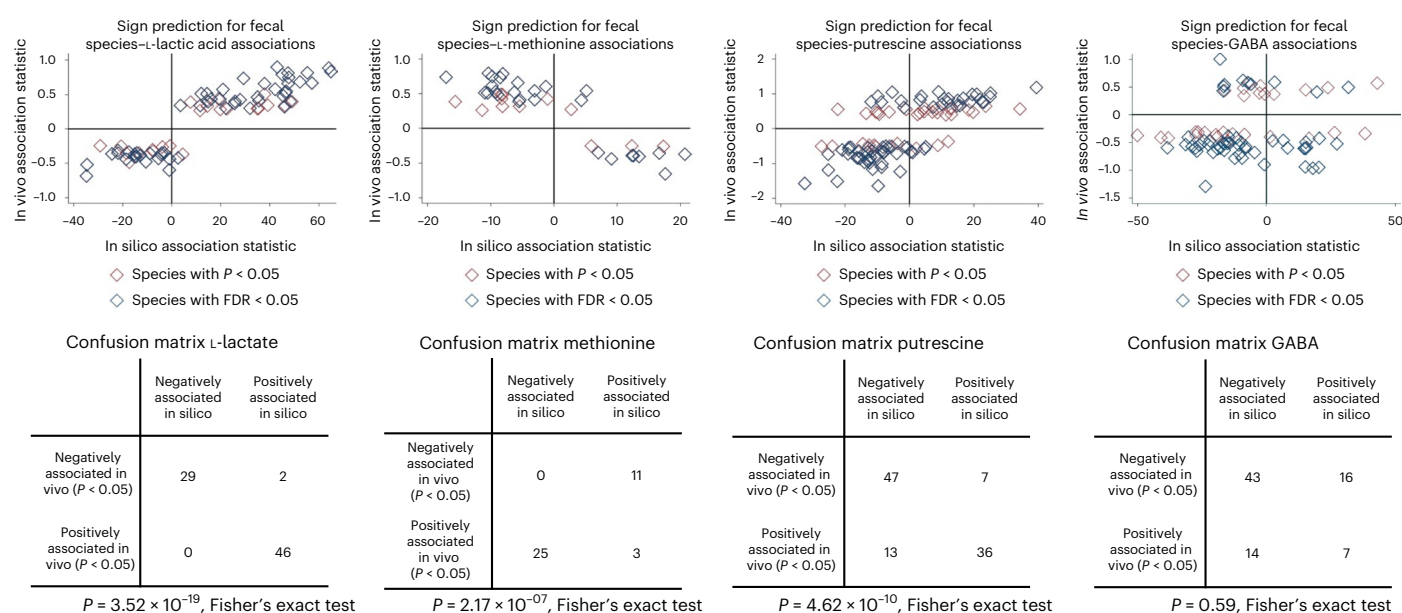 Sign prediction for fecal
species–L-lactic acid associations
In vivo association statistic
1.0
0.5
0
–0.5
–1.0
–40
–20
0
20
40
60
In silico association statistic
Species with P < 0.05
Species with FDR < 0.05
Sign prediction for fecal
species–L-methionine associations
In vivo association statistic
1.0
0.5
0
–0.5
–1.0
–20
–10
0
10
20
In silico association statistic
Species with P < 0.05
Species with FDR < 0.05
Sign prediction for fecal
species-putrescine associationss
In vivo association statistic
2
1
0
–1
–2
–40
–20
0
20
40
In silico association statistic
Species with P < 0.05
Species with FDR < 0.05
Sign prediction for fecal
species-GABA associations
In vivo association statistic
1.0
0.5
0
–0.5
–1.0
–1.5
–50
0
50
In silico association statistic
Species with P < 0.05
Species with FDR < 0.05
Confusion matrix L-lactate
Negatively
associated
in silico
Positively
associated
in silico
Negatively
associated in
vivo (P < 0.05)
29
2
Positively
associated in
vivo (P < 0.05)
0
46
P = 3.52 × 10⁻¹⁹, Fisher's exact test
Confusion matrix methionine
Negatively
associated
in silico
Positively
associated
in silico
Negatively
associated
in vivo
(P < 0.05)
0
11
Positively
associated
in vivo
(P < 0.05)
25
3
P = 2.17 × 10⁻⁰⁷, Fisher's exact test
Confusion matrix putrescine
Negatively
associated
in silico
Positively
associated
in silico
Negatively
associated in
vivo (P < 0.05)
47
7
Positively
associated in
vivo (P < 0.05)
13
36
P = 4.62 × 10⁻¹⁰, Fisher's exact test
Confusion matrix GABA
Negatively
associated
in silico
Positively
associated
in silico
Negatively
associated in
vivo (P < 0.05)
43
16
Positively
associated in
vivo (P < 0.05)
14
7
P = 0.59, Fisher's exact test